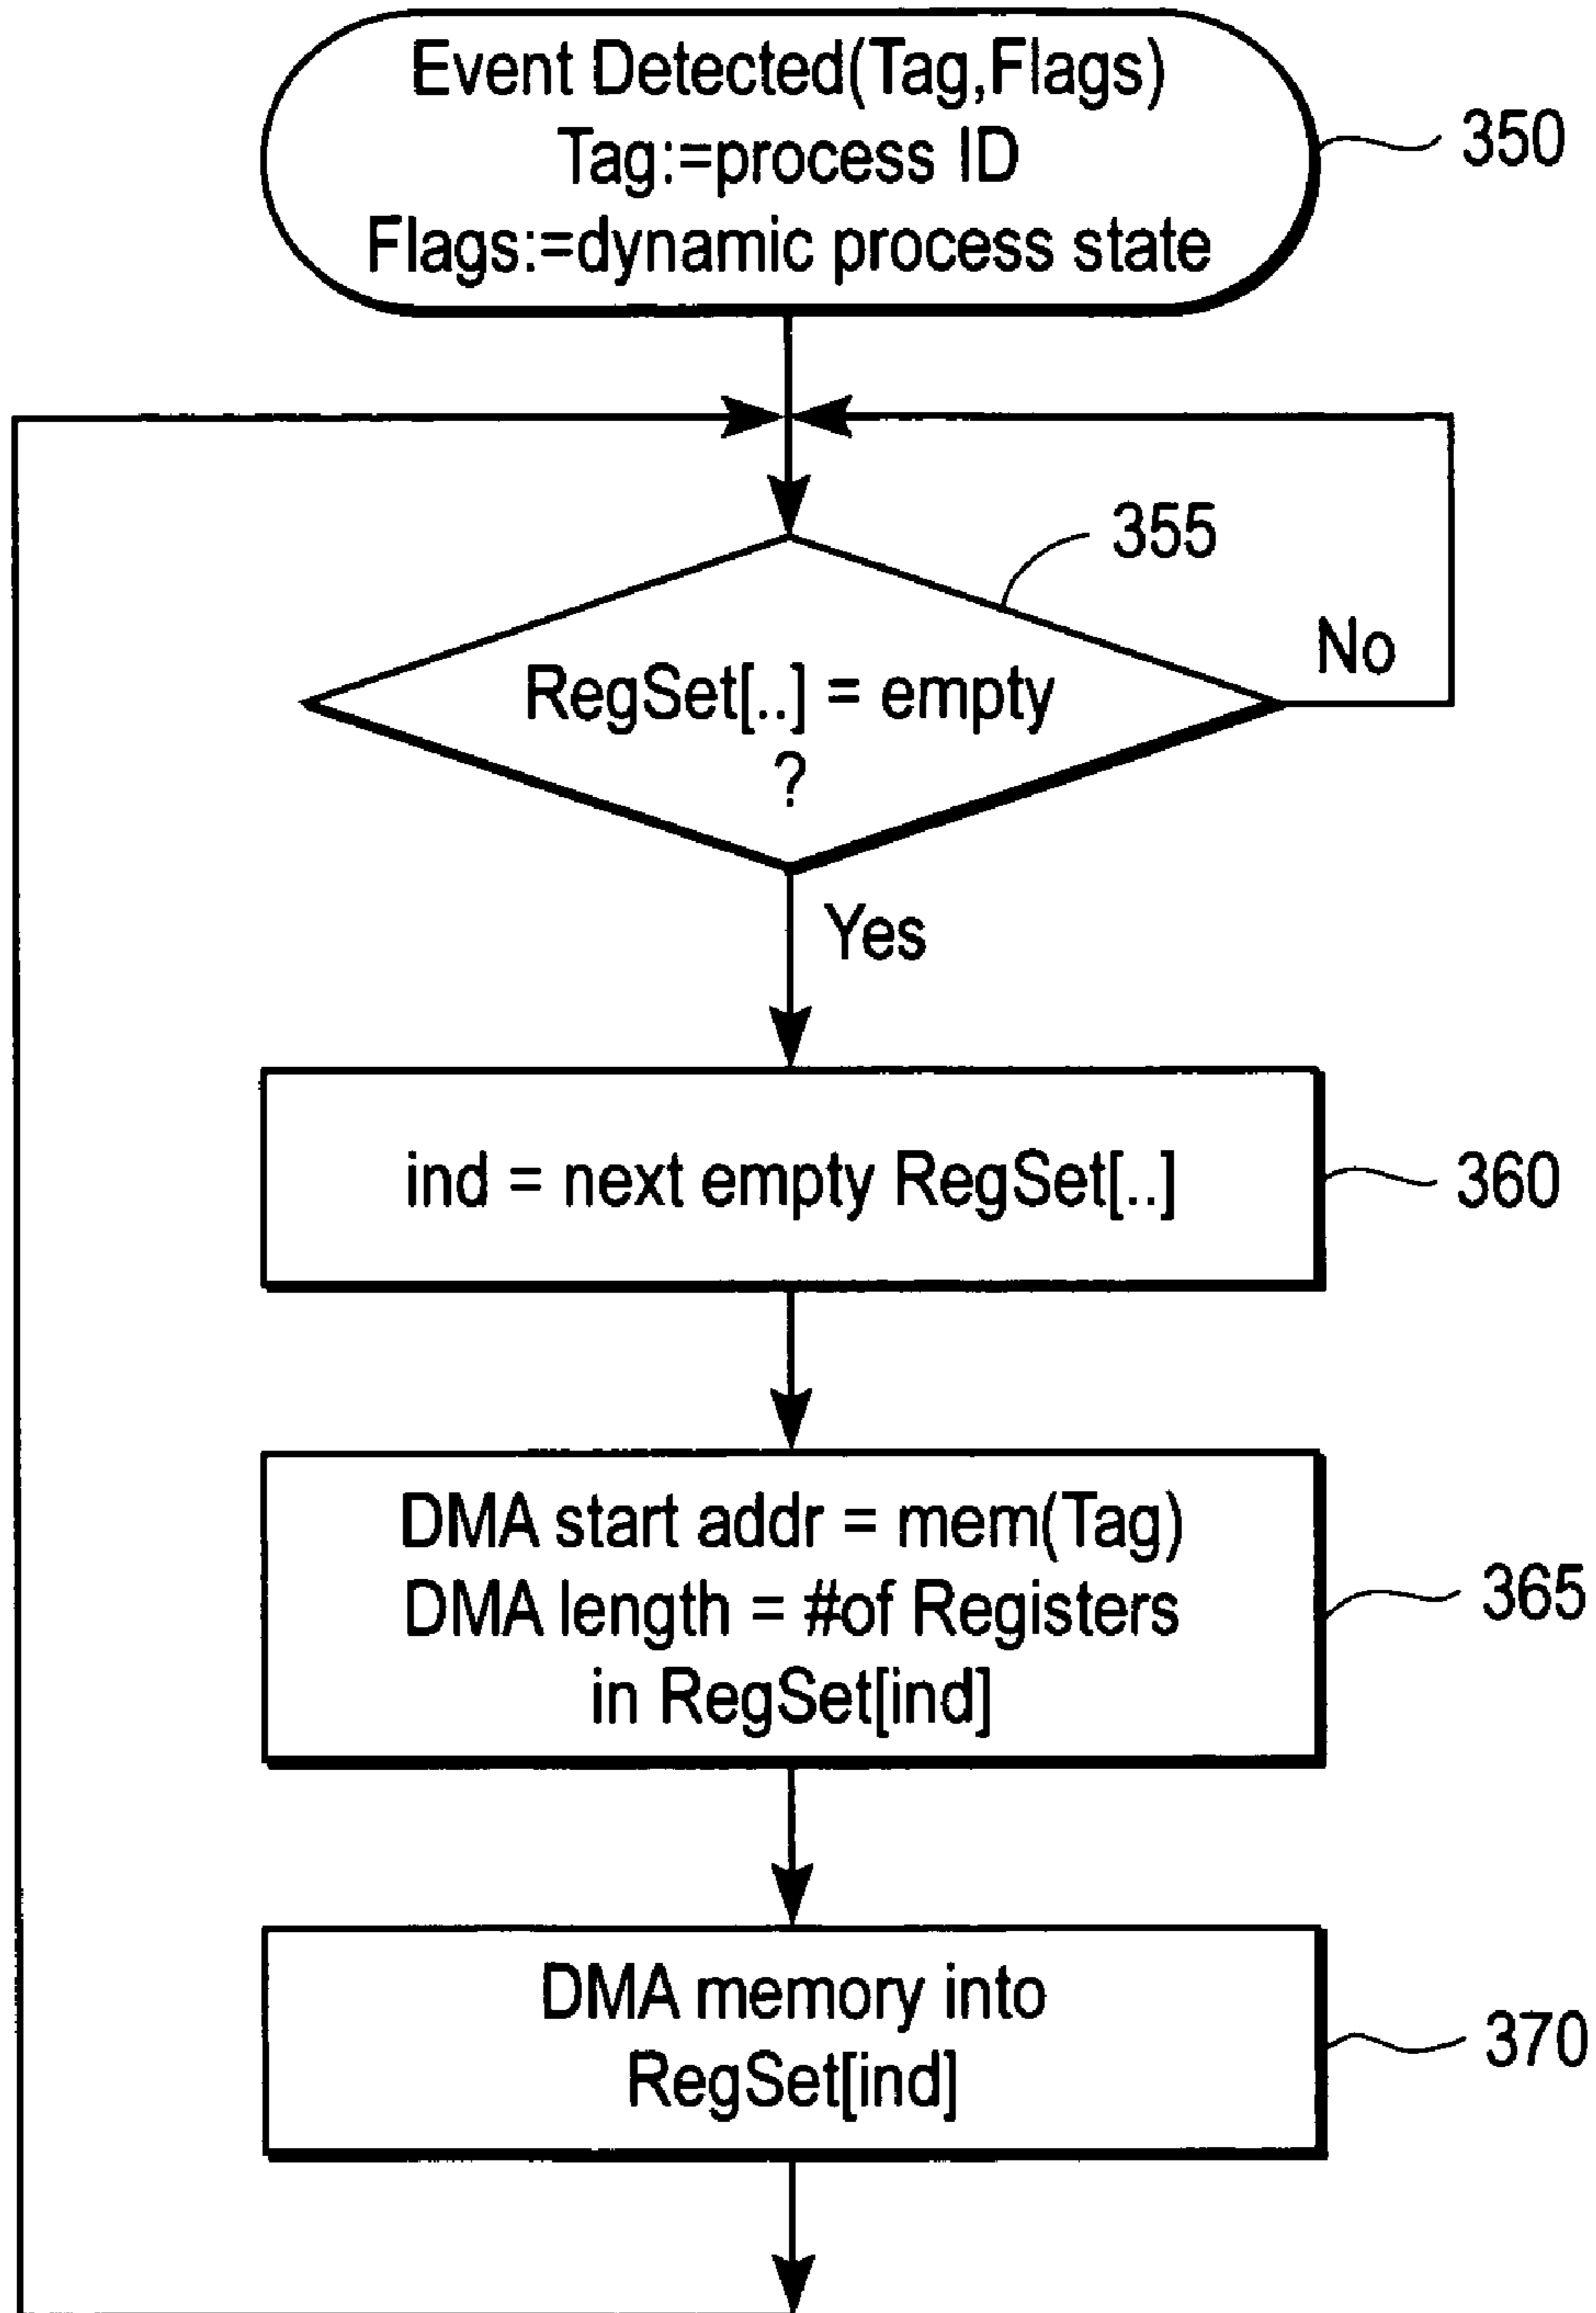 Event Detected(Tag,Flags)
Tag:=process ID
Flags:=dynamic process state
350
355
No
RegSet[..] = empty
?
Yes
ind = next empty RegSet[..]
360
DMA start addr = mem(Tag)
DMA length = #of Registers
in RegSet[ind]
365
DMA memory into
RegSet[ind]
370